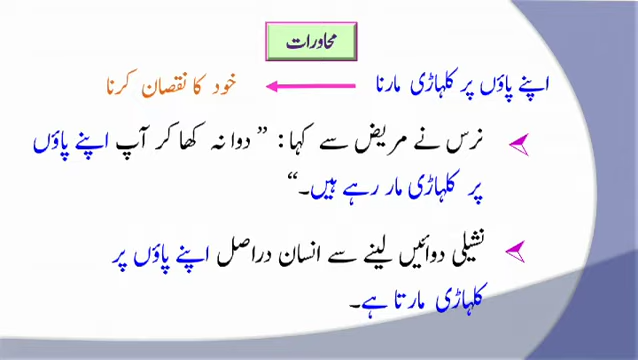 محاورات
اپنے پاؤں پر کلہاڑی مارنا ← خود کا نقصان کرنا
نرس نے مریض سے کہا: ” دوا نہ کھا کر آپ اپنے پاؤں
پر کلہاڑی مار رہے ہیں۔“
نشیلی دوائیں لینے سے انسان دراصل اپنے پاؤں پر
کلہاڑی مارتا ہے۔